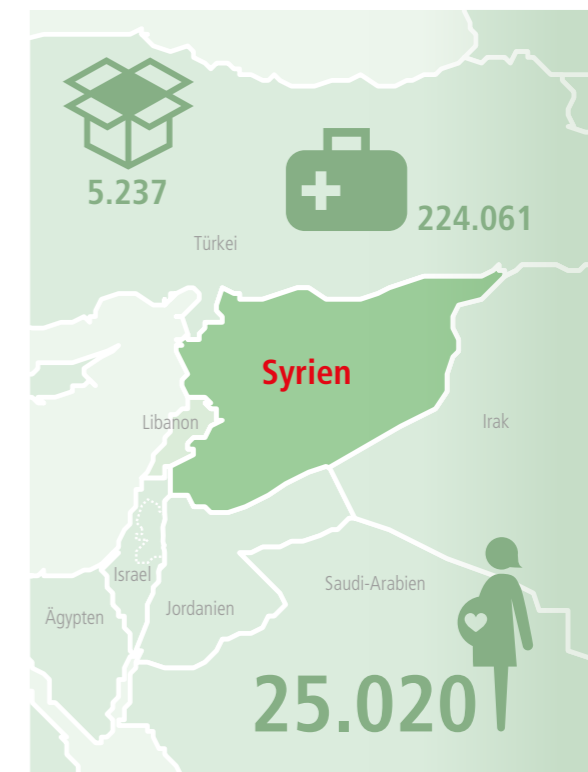 5.237
224.061
Türkei
Syrien
Libanon
Irak
Israel
Saudi-Arabien
Jordanien
Ägypten
25.020